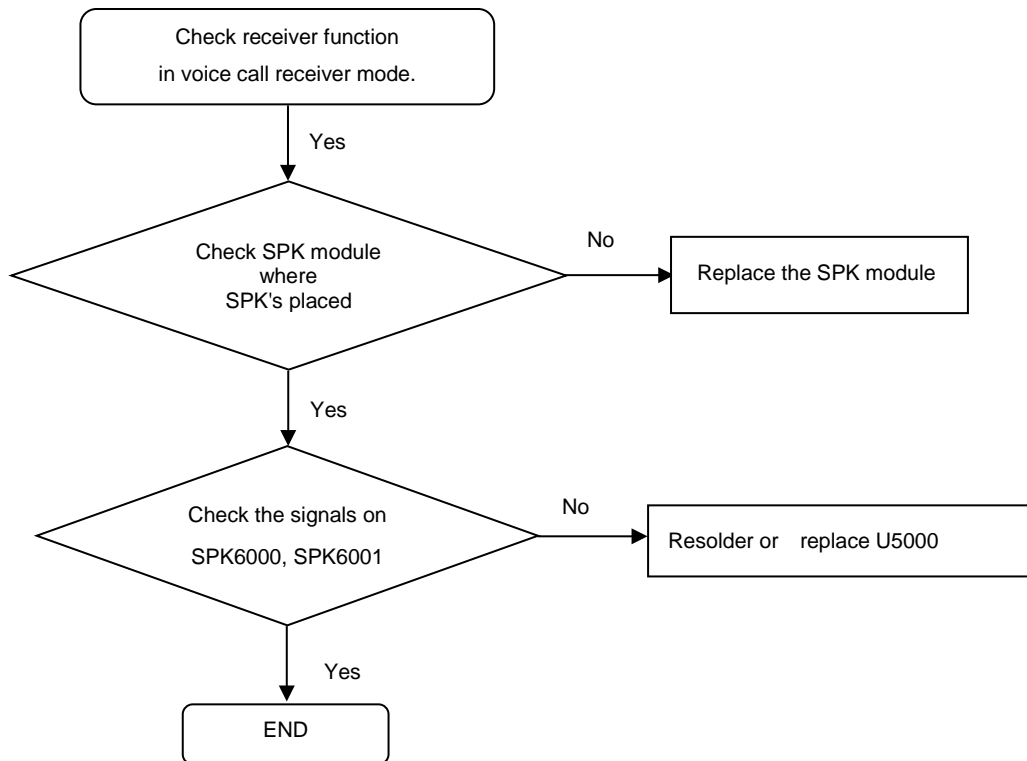 Check receiver function
in voice call receiver mode.
Yes
Check SPK module
where
SPK's placed
No
Replace the SPK module
Yes
Check the signals on
SPK6000, SPK6001
No
Resolder or replace U5000
Yes
END